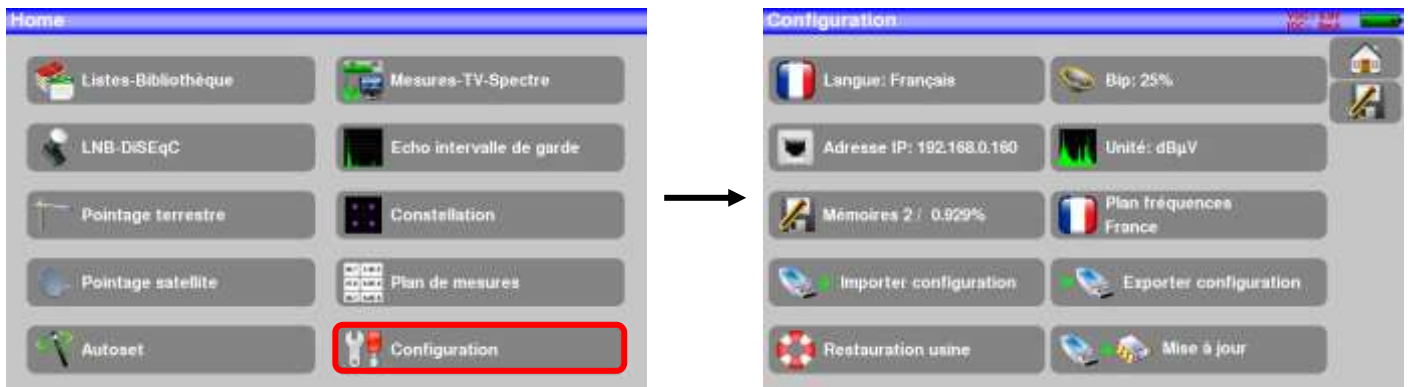 Home
Listes-Bibliothèque
Mesures-TV-Spectre
LNB-DiSEqC
Echo intervalle de garde
Pointage terrestre
Constellation
Pointage satellite
Plan de mesures
Autoset
Configuration
Configuration
Langue: Français
Bip: 25%
Adresse IP: 192.168.0.160
Unité: dBµV
Mémoires 2 / 0.929%
Plan fréquences
France
Importer configuration
Exporter configuration
Restauration usine
Mise à jour